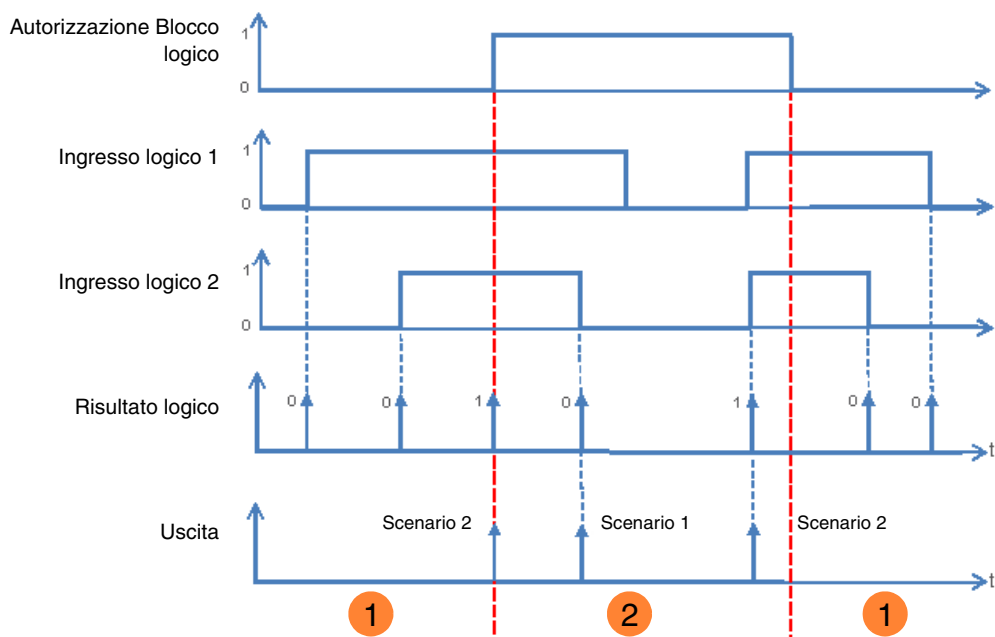 Autorizzazione Blocco
logico
1
0
Ingresso logico 1
1
0
Ingresso logico 2
1
0
Risultato logico
0
0
1
0
1
0
0
t
Uscita
Scenario 2
Scenario 1
Scenario 2
t
1
2
1